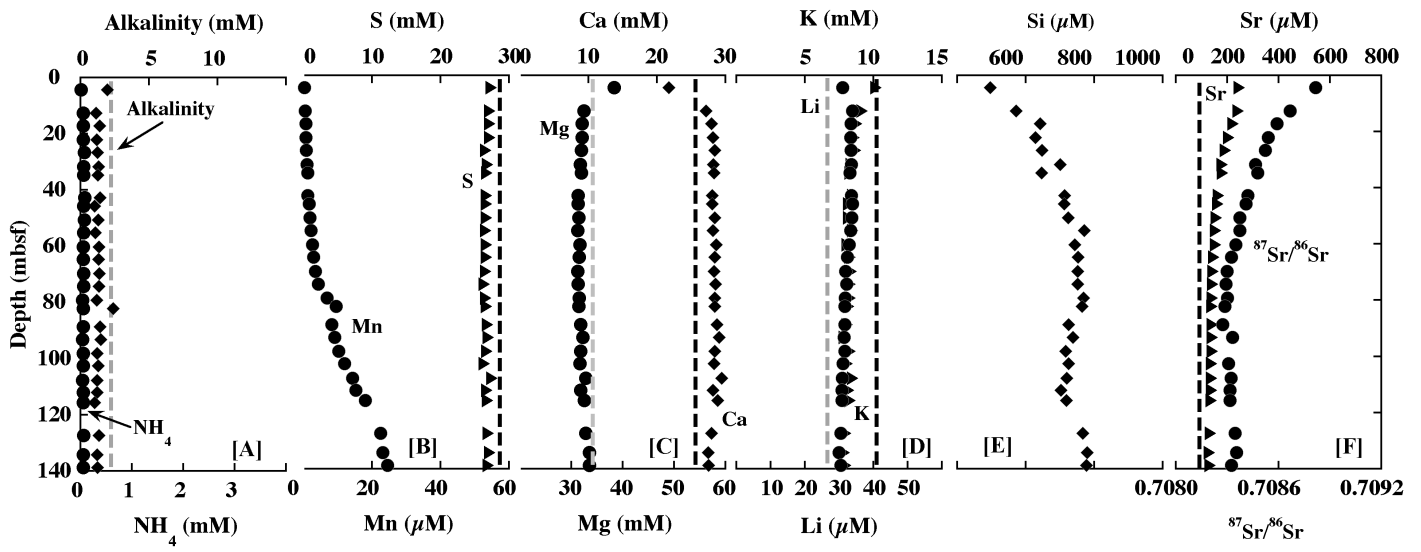 Alkalinity (mM) S (mM) Ca (mM) K (mM) Si (µM) Sr (µM)
0 5 10 0 10 20 30 0 10 20 30 5 10 15 600 800 1000 0 200 400 600 800
0
20
40
60
80
100
120
140
Depth (mbsf)
Alkalinity
NH4
[A]
S
Mn
[B]
Mg
Ca
[C]
Li
K
[D]
[E]
Sr
87Sr/86Sr
[F]
0 1 2 3 0 20 40 60 30 40 60 10 20 30 40 50 0.7080 0.7086 0.7092
NH4 (mM) Mn (µM) Mg (mM) Li (µM) 87Sr/86Sr